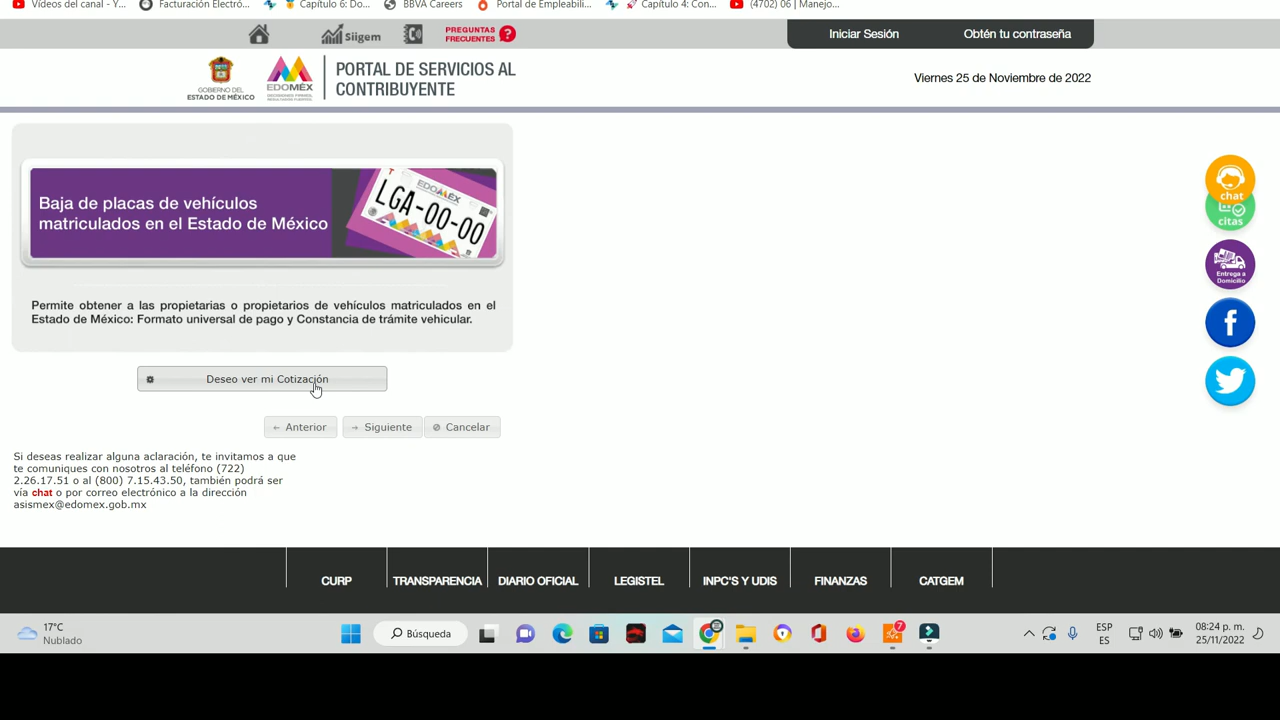 Vídeos del canal - Y...
Facturación Electró...
Capítulo 6: Do...
BBVA Careers
Portal de Empleabili...
Capítulo 4: Con...
(4702) 06 | Manejo...
Siigem
PREGUNTAS
FRECUENTES ?
Iniciar Sesión
Obtén tu contraseña
GOBIERNO DEL
ESTADO DE MÉXICO
EDOMÉX
PORTAL DE SERVICIOS AL
CONTRIBUYENTE
Viernes 25 de Noviembre de 2022
Baja de placas de vehículos
matriculados en el Estado de México
EDOMÉX
LGA-00-00
Permite obtener a las propietarias o propietarios de vehículos matriculados en el
Estado de México: Formato universal de pago y Constancia de trámite vehicular.
chat
citas
Entrega a
Domicilio
Deseo ver mi Cotización
Anterior
Siguiente
Cancelar
Si deseas realizar alguna aclaración, te invitamos a que
te comuniques con nosotros al teléfono (722)
2.26.17.51 o al (800) 7.15.43.50, también podrá ser
vía chat o por correo electrónico a la dirección
asismex@edomex.gob.mx
CURP
TRANSPARENCIA
DIARIO OFICIAL
LEGISTEL
INPC'S Y UDIS
FINANZAS
CATGEM
17°C
Nublado
Búsqueda
7
ESP
ES
08:24 p. m.
25/11/2022